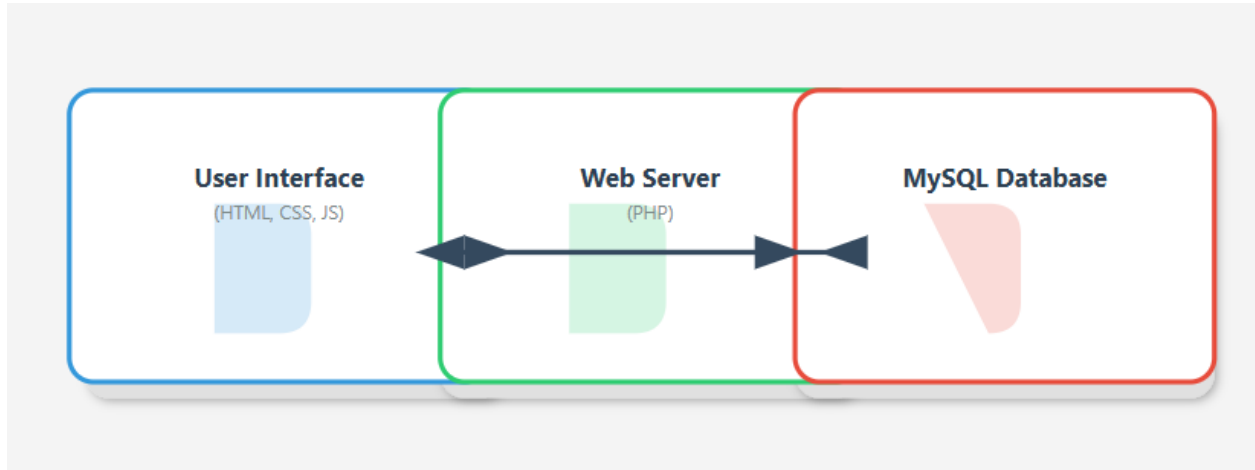 User Interface
(HTML, CSS, JS)
Web Server
(PHP)
MySQL Database